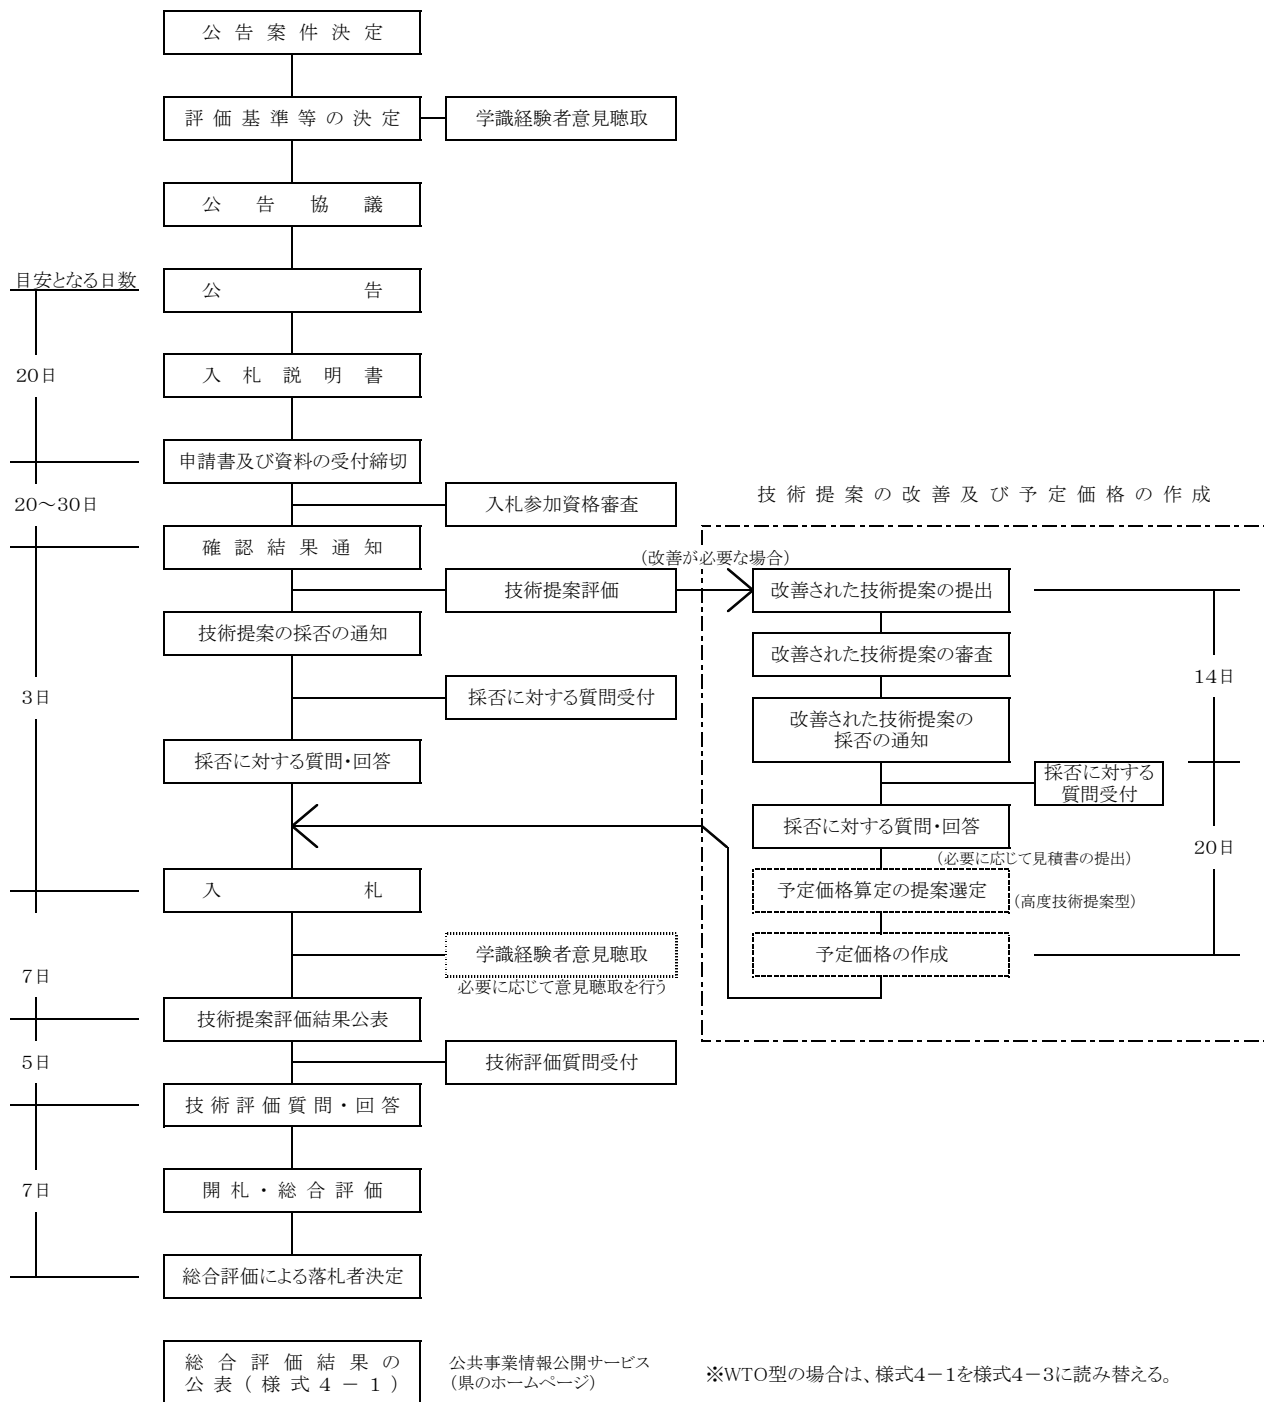 公告案件決定
評価基準等の決定
学識経験者意見聴取
公告協議
目安となる日数
公告
20日
入札説明書
申請書及び資料の受付締切
20～30日
入札参加資格審査
技術提案の改善及び予定価格の作成
確認結果通知
(改善が必要な場合)
技術提案評価
改善された技術提案の提出
技術提案の採否の通知
改善された技術提案の審査
14日
3日
採否に対する質問受付
改善された技術提案の
採否の通知
採否に対する質問・回答
採否に対する
質問受付
採否に対する質問・回答
20日
(必要に応じて見積書の提出)
入札
予定価格算定の提案選定
(高度技術提案型)
学識経験者意見聴取
予定価格の作成
7日
必要に応じて意見聴取を行う
技術提案評価結果公表
5日
技術評価質問受付
技術評価質問・回答
7日
開札・総合評価
総合評価による落札者決定
総合評価結果の
公表(様式4－1)
公共事業情報公開サービス
(県のホームページ)
※WTO型の場合は、様式4－1を様式4－3に読み替える。